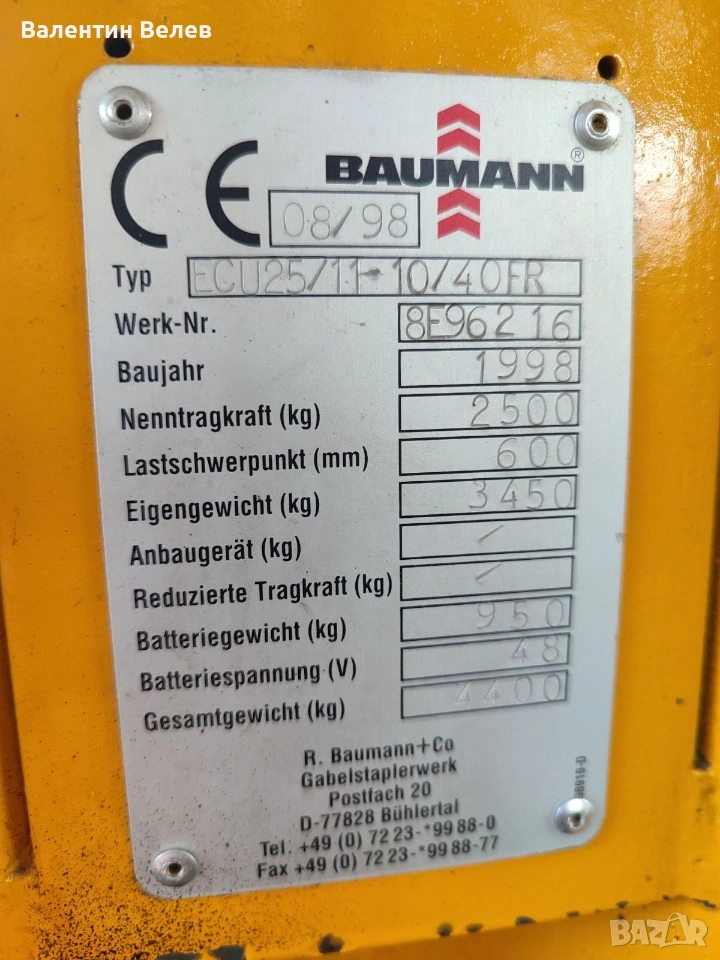 Валентин Велев
CE
BAUMANN®
08/98
Typ ECU25/11-10/40FR
Werk-Nr. 8E96216
Baujahr 1998
Nenntragkraft (kg) 2500
Lastschwerpunkt (mm) 600
Eigengewicht (kg) 3450
Anbaugerät (kg) /
Reduzierte Tragkraft (kg) /
Batteriegewicht (kg) 950
Batteriespannung (V) 48
Gesamtgewicht (kg) 4400
R. Baumann+Co
Gabelstaplerwerk
Postfach 20
D-77828 Bühlertal
Tel. +49 (0) 72 23-*99 88-0
Fax +49 (0) 72 23-*99 88-77
BAZAR